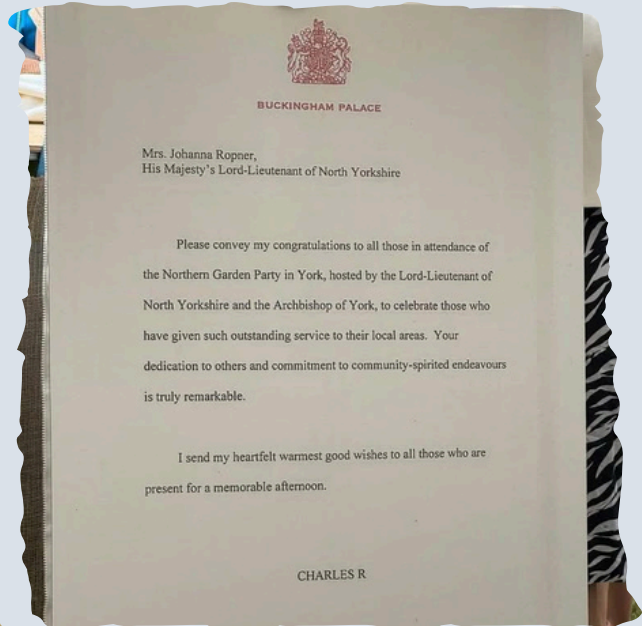 BUCKINGHAM PALACE
Mrs. Johanna Ropner,
His Majesty's Lord-Lieutenant of North Yorkshire
Please convey my congratulations to all those in attendance of
the Northern Garden Party in York, hosted by the Lord-Lieutenant of
North Yorkshire and the Archbishop of York, to celebrate those who
have given such outstanding service to their local areas. Your
dedication to others and commitment to community-spirited endeavours
is truly remarkable.
I send my heartfelt warmest good wishes to all those who are
present for a memorable afternoon.
CHARLES R